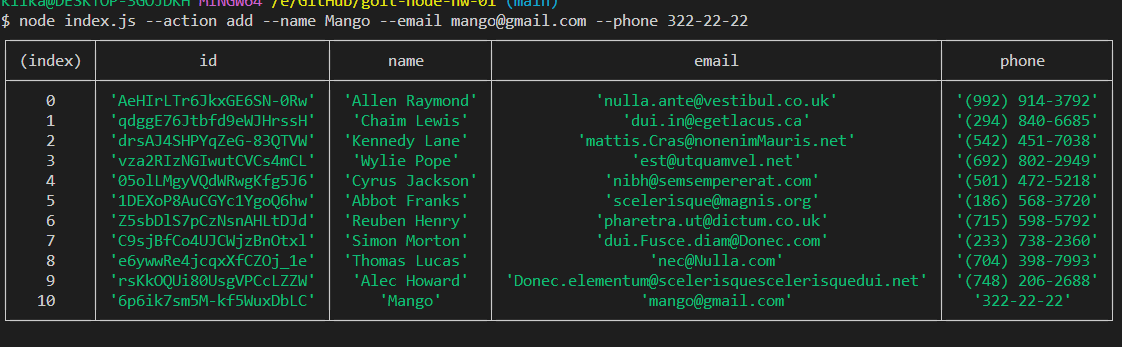 MINGW64 /e/GitHub/goit-node-hw-01 (main)
$ node index.js --action add --name Mango --email mango@gmail.com --phone 322-22-22
(index) id name email phone
0 'AeHIrLTr6JkxGE6SN-0Rw' 'Allen Raymond' 'nulla.ante@vestibul.co.uk' '(992) 914-3792'
1 'qdggE76Jtbfd9eWJHrssH' 'Chaim Lewis' 'dui.in@egetlacus.ca' '(294) 840-6685'
2 'drsAJ4SHPYqZeG-83QTVW' 'Kennedy Lane' 'mattis.Cras@nonenimMauris.net' '(542) 451-7038'
3 'vza2RIzNGIwutCVCs4mCL' 'Wylie Pope' 'est@utquamvel.net' '(692) 802-2949'
4 '05olLMgyVQdWRwgKfg5J6' 'Cyrus Jackson' 'nibh@semsempererat.com' '(501) 472-5218'
5 '1DEXoP8AuCGYc1YgoQ6hw' 'Abbot Franks' 'scelerisque@magnis.org' '(186) 568-3720'
6 'Z5sbDlS7pCzNsnAHLtDJd' 'Reuben Henry' 'pharetra.ut@dictum.co.uk' '(715) 598-5792'
7 'C9sjBfCo4UJCWjzBnOtxl' 'Simon Morton' 'dui.Fusce.diam@Donec.com' '(233) 738-2360'
8 'e6ywwRe4jcqxXfCZOj_1e' 'Thomas Lucas' 'nec@Nulla.com' '(704) 398-7993'
9 'rsKkOQUi80UsgVPCcLZZW' 'Alec Howard' 'Donec.elementum@scelerisquescelerisquedui.net' '(748) 206-2688'
10 '6p6ik7sm5M-kf5WuxDbLC' 'Mango' 'mango@gmail.com' '322-22-22'